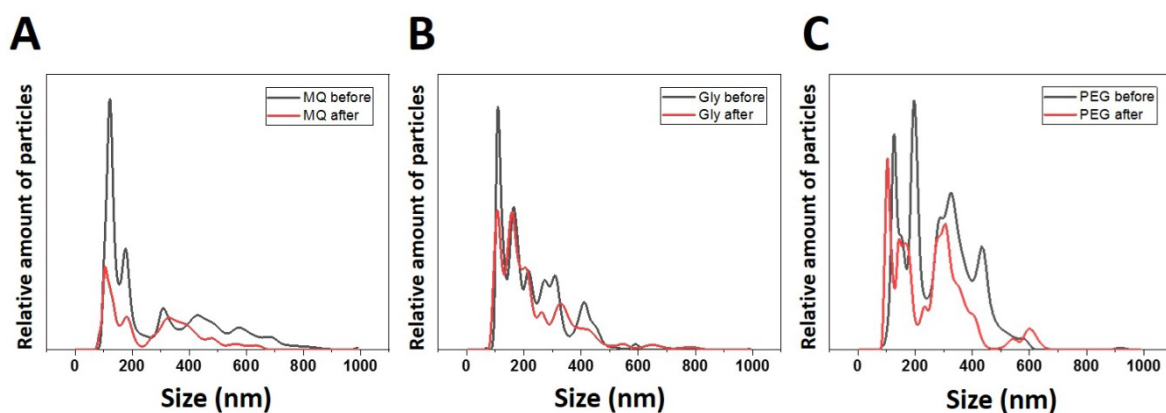 A
Relative amount of particles
MQ before
MQ after
0 200 400 600 800 1000
Size (nm)
B
Relative amount of particles
Gly before
Gly after
0 200 400 600 800 1000
Size (nm)
C
Relative amount of particles
PEG before
PEG after
0 200 400 600 800 1000
Size (nm)